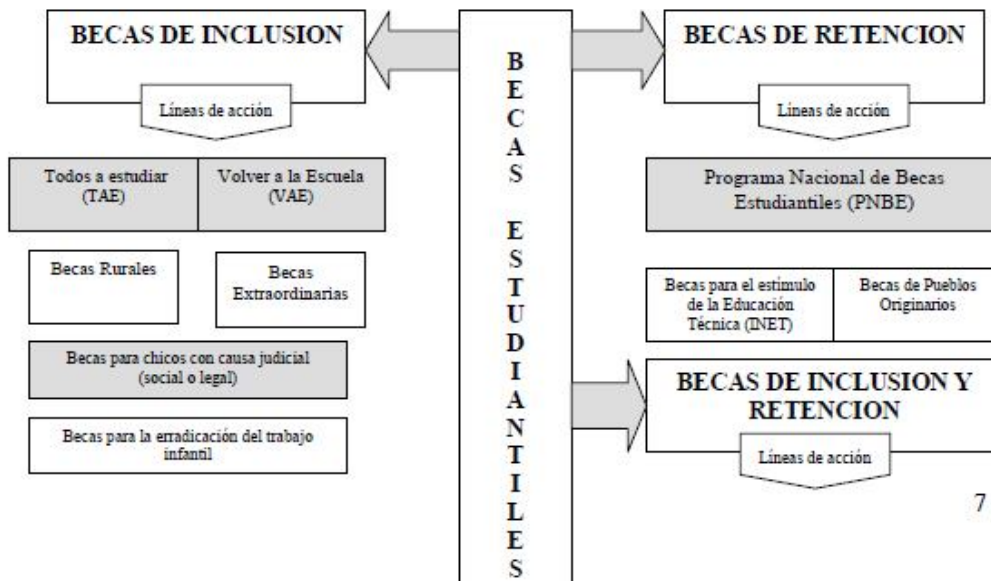 BECAS DE INCLUSION
Líneas de acción
Todos a estudiar
(TAE)
Volver a la Escuela
(VAE)
Becas Rurales
Becas
Extraordinarias
Becas para chicos con causa judicial
(social o legal)
Becas para la erradicación del trabajo
infantil
B
E
C
A
S
E
S
T
U
D
I
A
N
T
I
L
E
S
BECAS DE RETENCION
Líneas de acción
Programa Nacional de Becas
Estudiantiles (PNBE)
Becas para el estímulo
de la Educación
Técnica (INET)
Becas de Pueblos
Originarios
BECAS DE INCLUSION Y
RETENCION
Líneas de acción
7